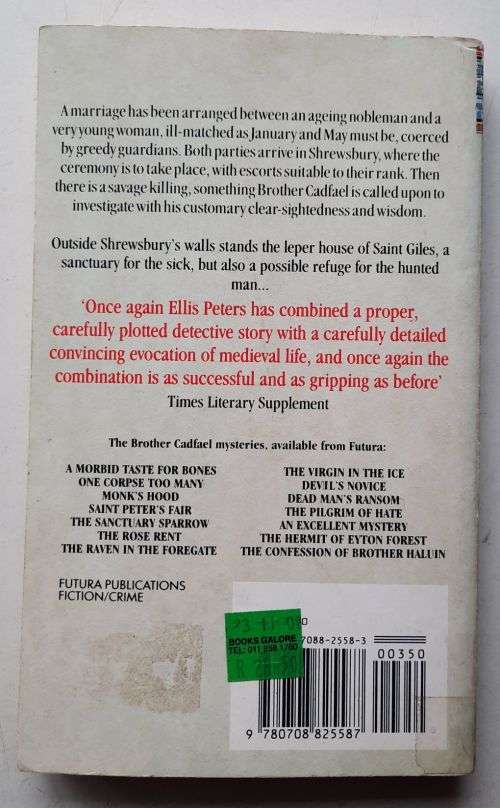 A marriage has been arranged between an ageing nobleman and a
very young woman, ill-matched as January and May must be, coerced
by greedy guardians. Both parties arrive in Shrewsbury, where the
ceremony is to take place, with escorts suitable to their rank. Then
there is a savage killing, something Brother Cadfael is called upon to
investigate with his customary clear-sightedness and wisdom.
Outside Shrewsbury's walls stands the leper house of Saint Giles, a
sanctuary for the sick, but also a possible refuge for the hunted
man...
'Once again Ellis Peters has combined a proper,
carefully plotted detective story with a carefully detailed
convincing evocation of medieval life, and once again the
combination is as successful and as gripping as before'
Times Literary Supplement
The Brother Cadfael mysteries, available from Futura:
A MORBID TASTE FOR BONES
ONE CORPSE TOO MANY
MONK'S HOOD
SAINT PETER'S FAIR
THE SANCTUARY SPARROW
THE ROSE RENT
THE RAVEN IN THE FOREGATE
THE VIRGIN IN THE ICE
DEVIL'S NOVICE
DEAD MAN'S RANSOM
THE PILGRIM OF HATE
AN EXCELLENT MYSTERY
THE HERMIT OF EYTON FOREST
THE CONFESSION OF BROTHER HALUIN
FUTURA PUBLICATIONS
FICTION/CRIME
BOOKS GALORE
TEL: 011
7088-2558-3
00350
9 780708 825587